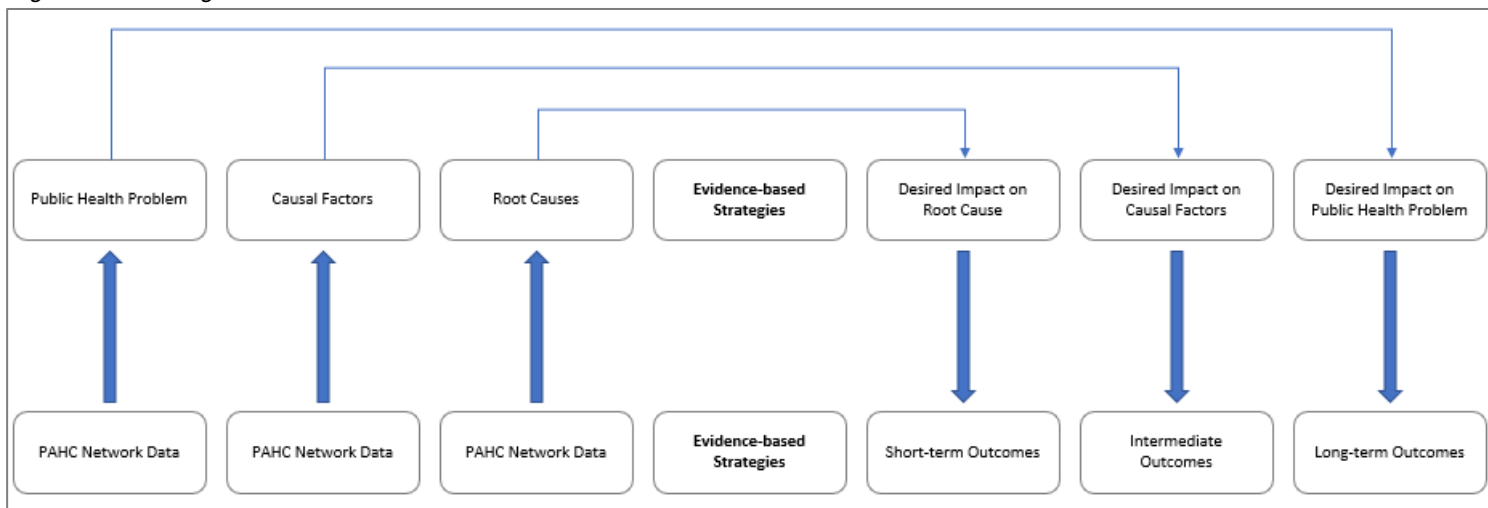 Public Health Problem
Causal Factors
Root Causes
Evidence-based
Strategies
Desired Impact on
Root Cause
Desired Impact on
Causal Factors
Desired Impact on
Public Health Problem
PAHC Network Data
PAHC Network Data
PAHC Network Data
Evidence-based
Strategies
Short-term Outcomes
Intermediate
Outcomes
Long-term Outcomes